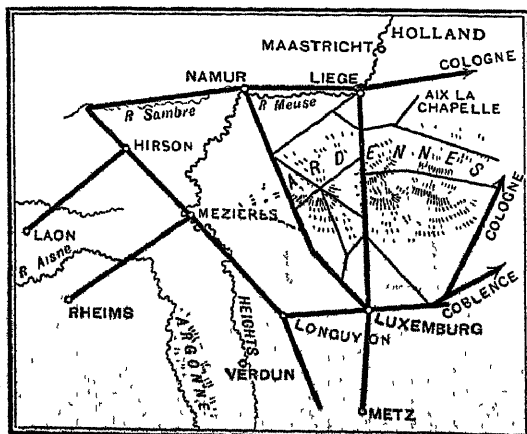 HOLLAND
MAASTRICHT
COLOGNE
NAMUR
LIEGE
AIX LA
CHAPELLE
R Sambre
R Meuse
HIRSON
ARDENNES
MEZIERES
LAON
COLOGNE
R Aisne
COBLENCE
RHEIMS
HEIGHTS
LUXEMBURG
LONGUYON
ARGONNE
VERDUN
METZ